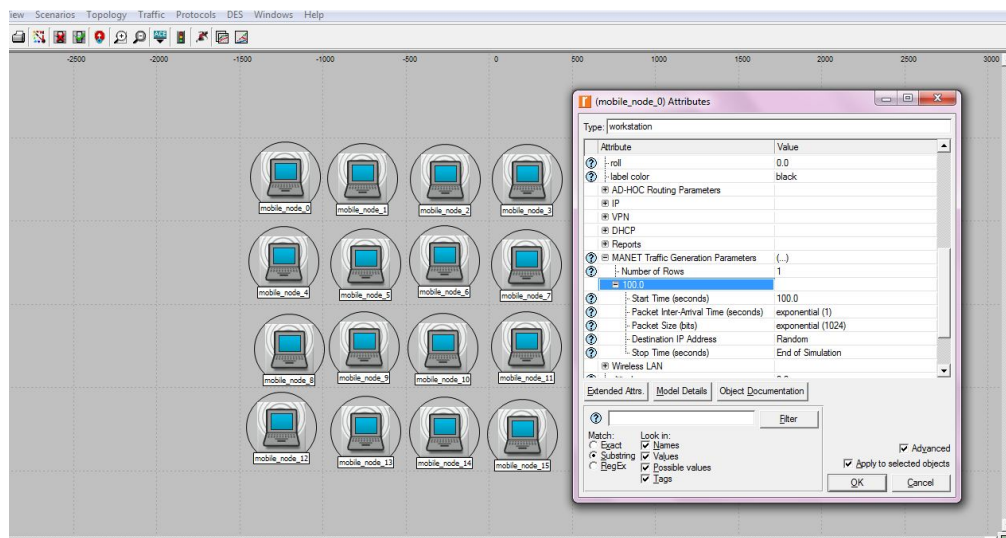 iew Scenarios Topology Traffic Protocols DES Windows Help
-2500 -2000 -1500 -1000 -500 0 500 1000 1500 2000 2500 3000
mobile_node_0 mobile_node_1 mobile_node_2 mobile_node_3
mobile_node_4 mobile_node_5 mobile_node_6 mobile_node_7
mobile_node_8 mobile_node_9 mobile_node_10 mobile_node_11
mobile_node_12 mobile_node_13 mobile_node_14 mobile_node_15
(mobile_node_0) Attributes
Type: workstation
Attribute Value
roll 0.0
label color black
AD-HOC Routing Parameters
IP
VPN
DHCP
Reports
MANET Traffic Generation Parameters (...)
Number of Rows 1
100.0
Start Time (seconds) 100.0
Packet Inter-Arrival Time (seconds) exponential (1)
Packet Size (bits) exponential (1024)
Destination IP Address Random
Stop Time (seconds) End of Simulation
Wireless LAN
Extended Attrs. Model Details Object Documentation
Filter
Match: Look in:
Exact Names
Substring Values
RegEx Possible values
Tags
Advanced
Apply to selected objects
OK Cancel